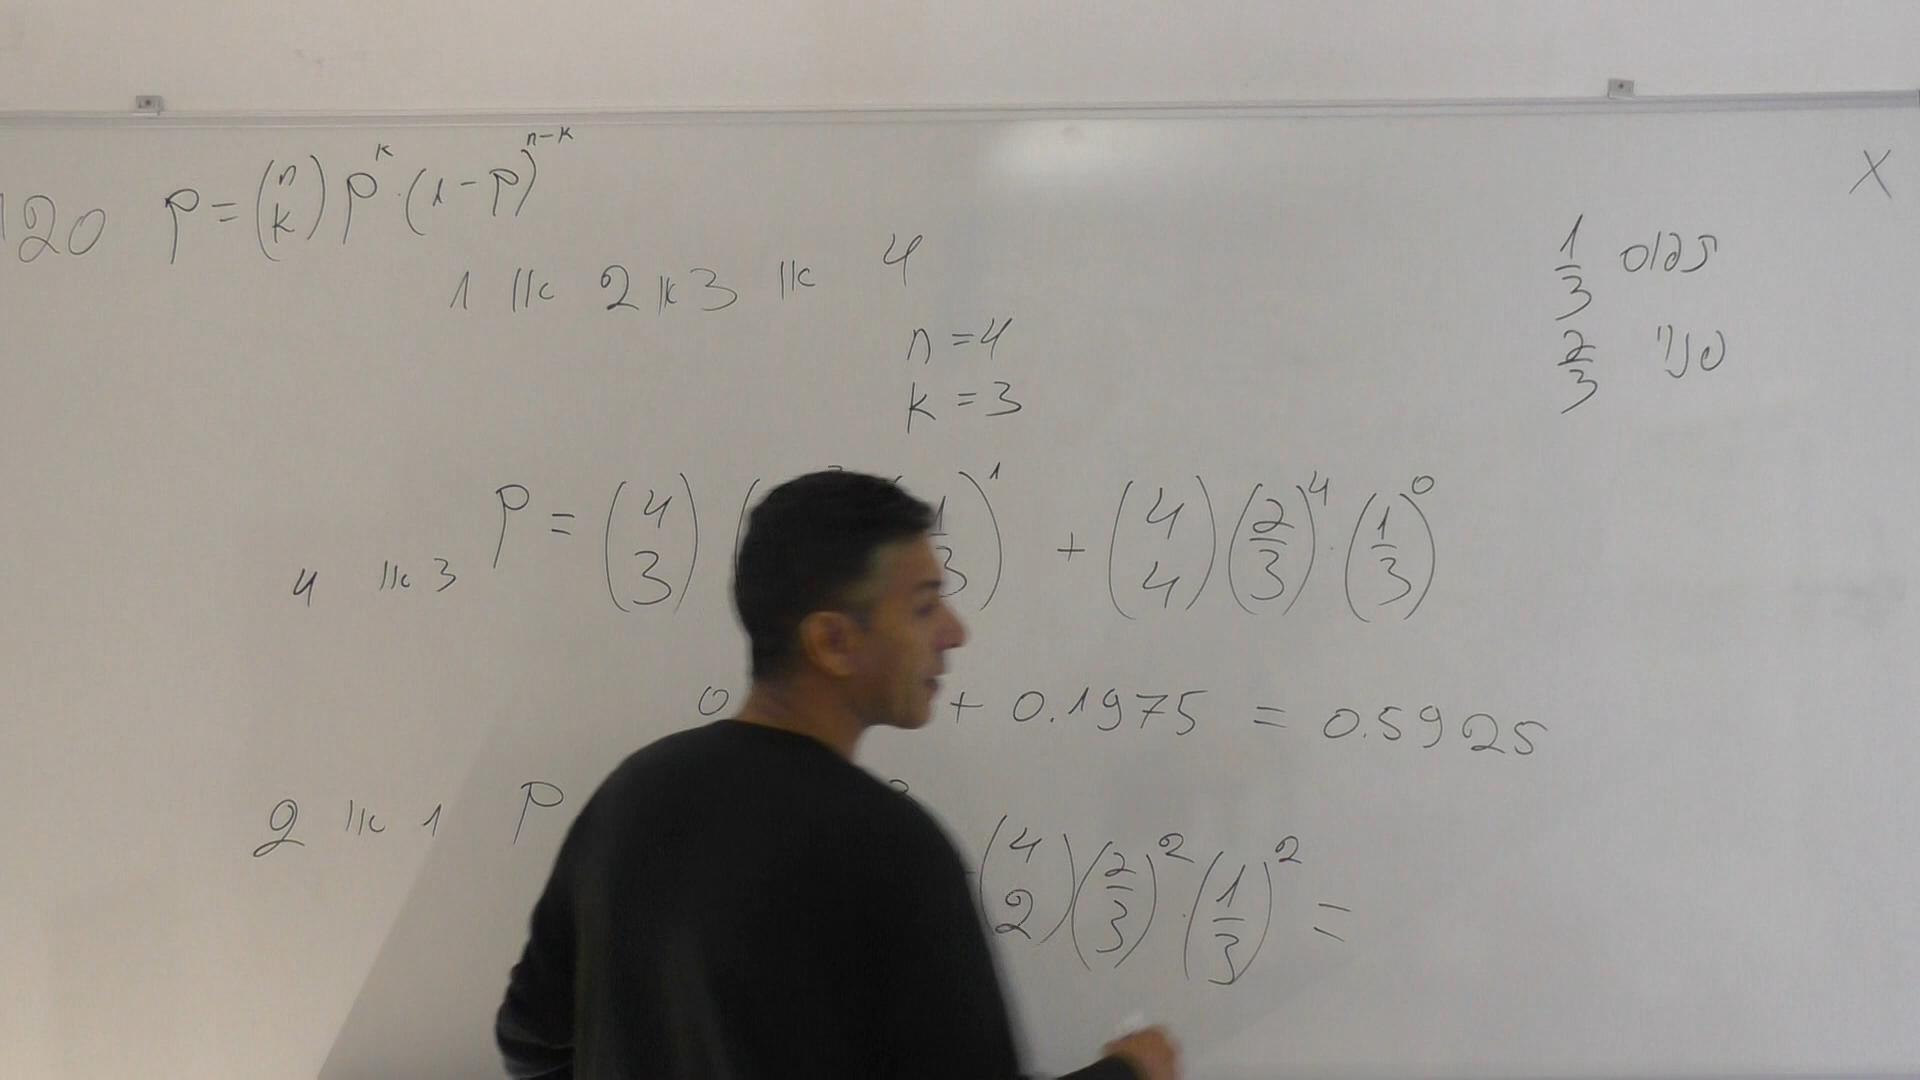 120 P = (n k) p^k · (1-p)^(n-k)
X
1 או 2 או 3 או 4
1/3 סולם
2/3
n = 4
k = 3
4 או 3 P = (4 3) ( 1/3)^1 + (4 4) (2/3)^4 · (1/3)^0
0 + 0.1975 = 0.5925
2 או 1 P (4 2) (2/3)^2 · (1/3)^2 =